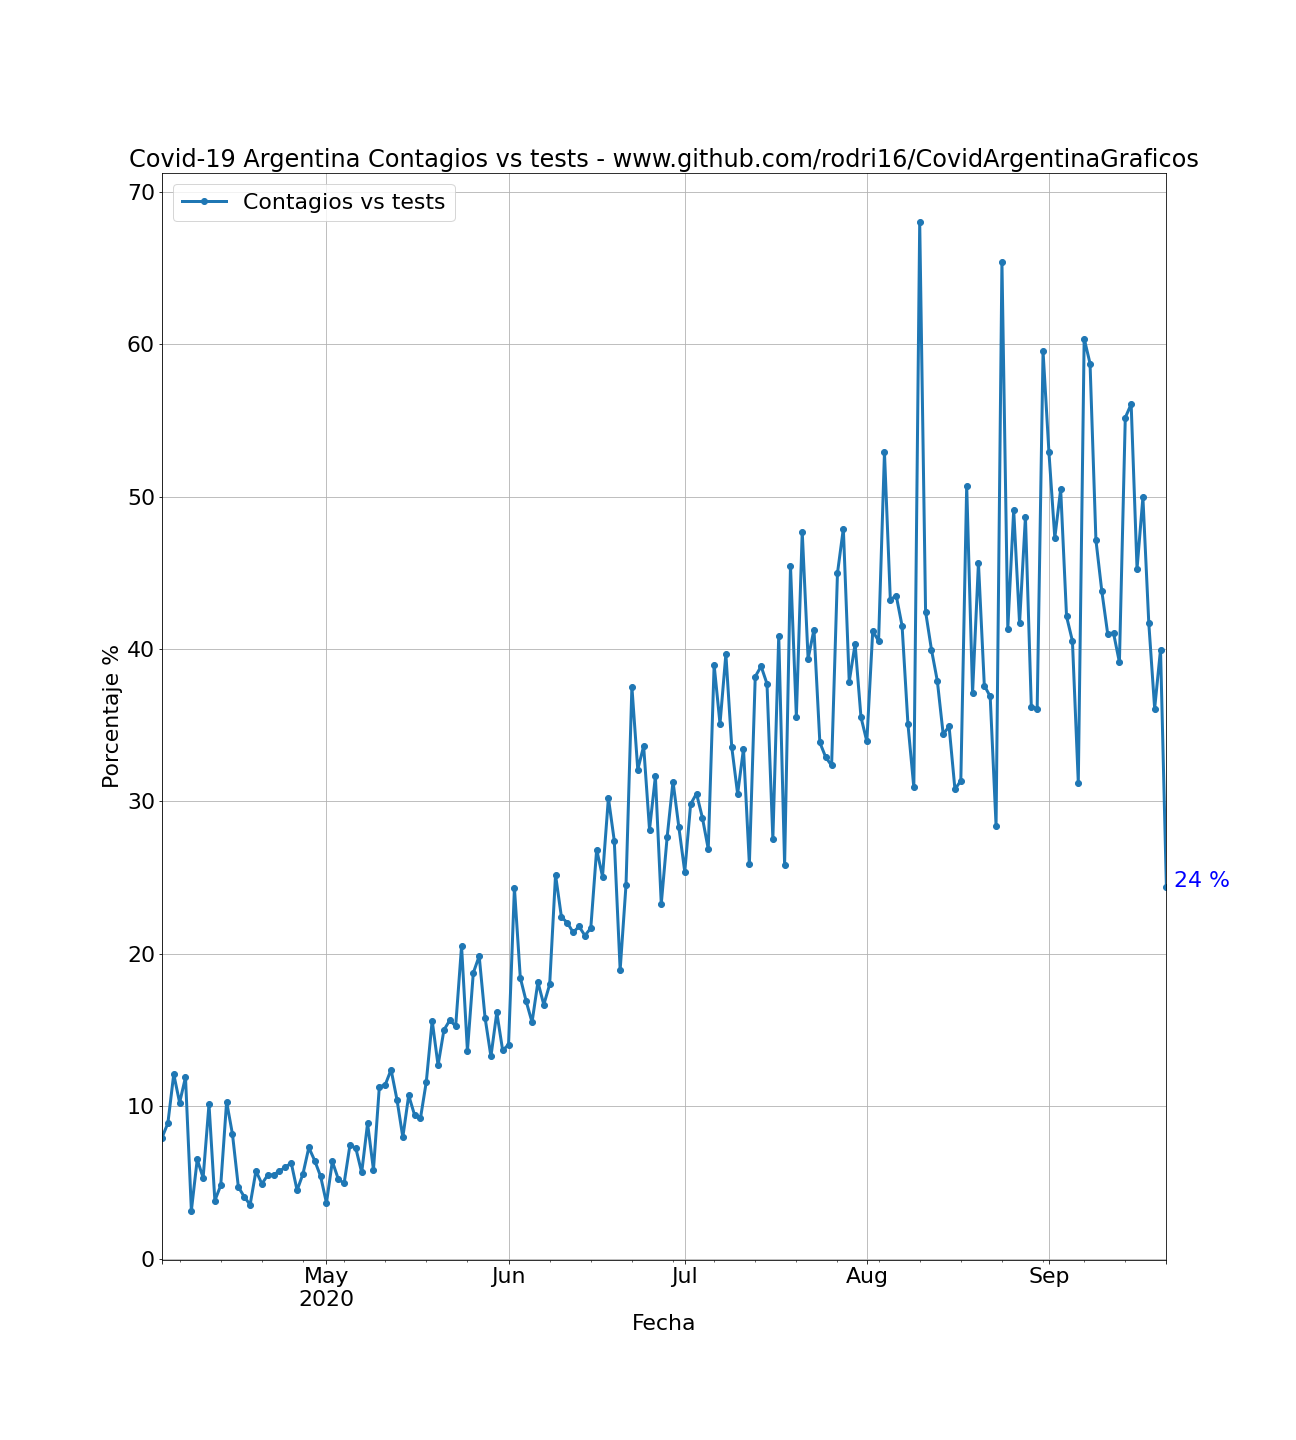 Covid-19 Argentina Contagios vs tests - www.github.com/rodri16/CovidArgentinaGraficos
Contagios vs tests
70
60
50
40
30
20
10
0
Porcentaje %
24 %
May Jun Jul Aug Sep
2020
Fecha